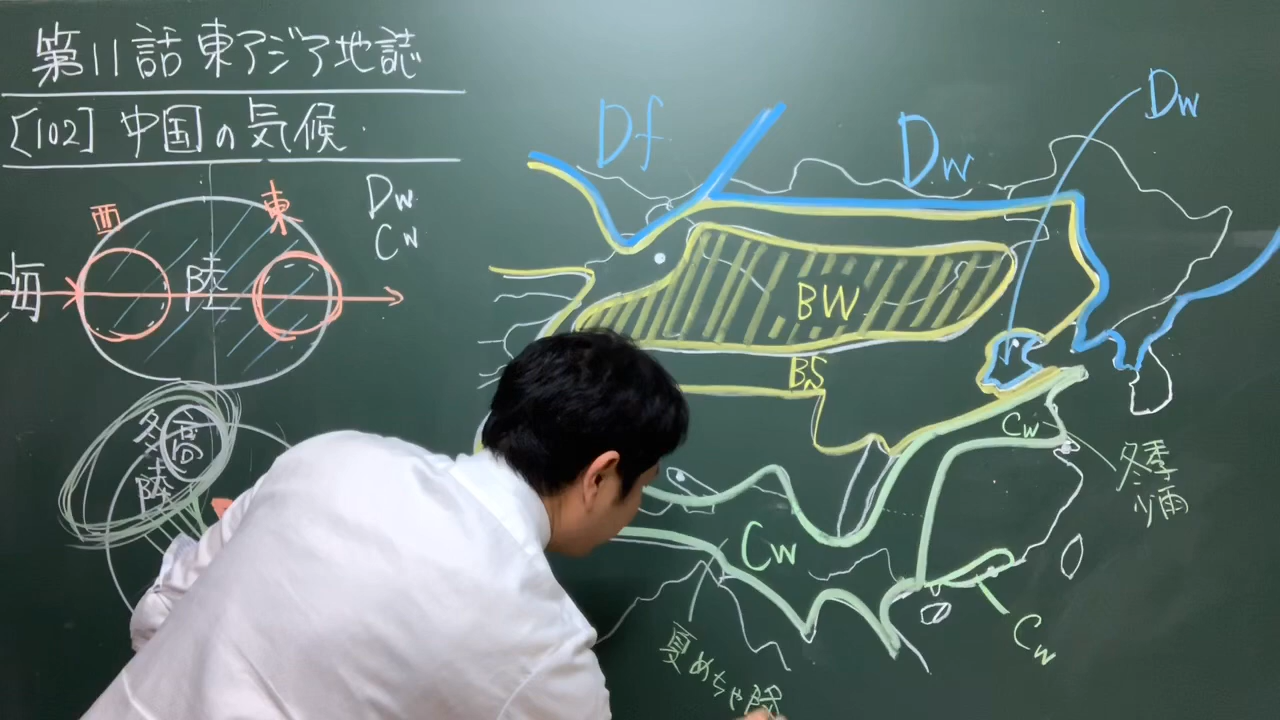 第11話 東アジア地誌
[102] 中国の気候
西
東
Dw
Cw
海
陸
冬
高
陸
Df
Dw
Dw
BW
BS
Cw
冬季
少雨
Cw
Cw
夏めちゃ